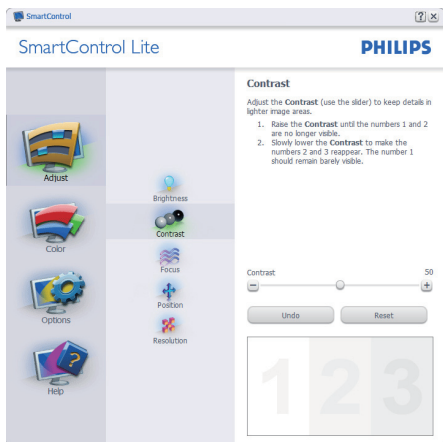 SmartControl
SmartControl Lite
PHILIPS
Adjust
Color
Options
Help
Brightness
Contrast
Focus
Position
Resolution
Contrast
Adjust the Contrast (use the slider) to keep details in
lighter image areas.
1. Raise the Contrast until the numbers 1 and 2
are no longer visible.
2. Slowly lower the Contrast to make the
numbers 2 and 3 reappear. The number 1
should remain barely visible.
Contrast 50
Undo Reset
1 2 3